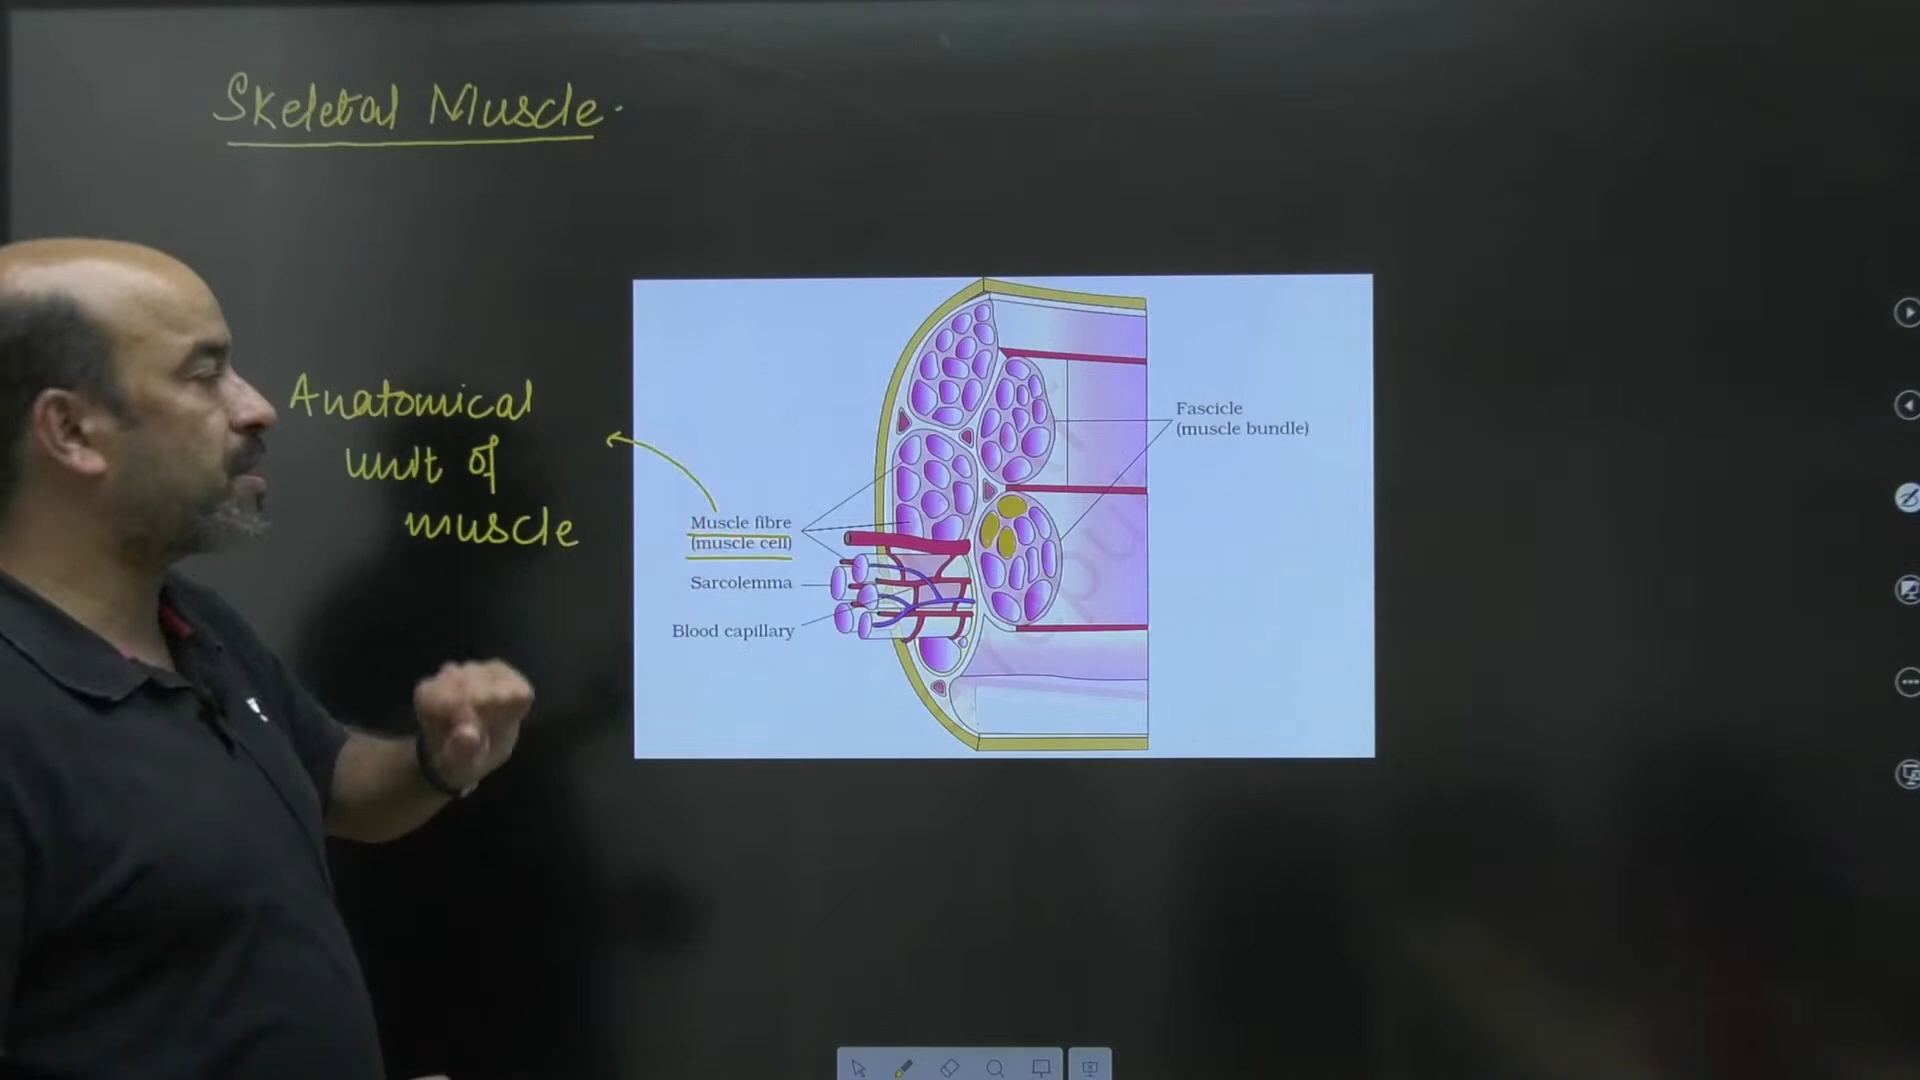 Skeletal Muscle.
Anatomical
unit of
muscle
Muscle fibre
(muscle cell)
Sarcolemma
Blood capillary
Fascicle
(muscle bundle)